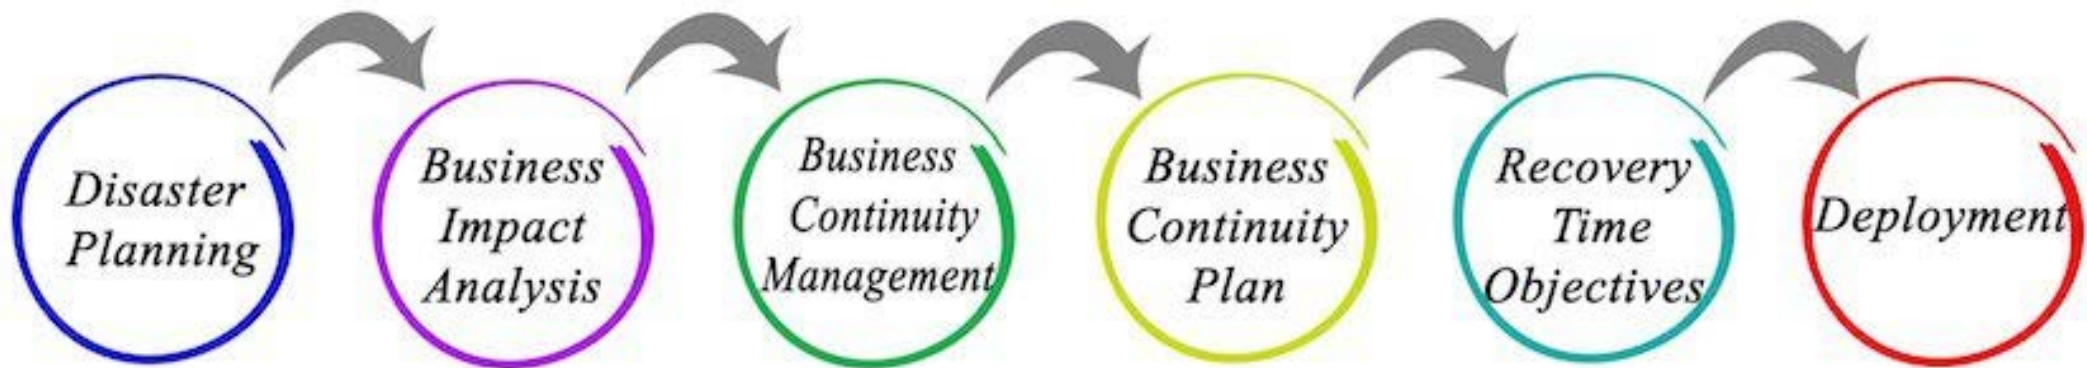 Disaster
Planning
Business
Impact
Analysis
Business
Continuity
Management
Business
Continuity
Plan
Recovery
Time
Objectives
Deployment